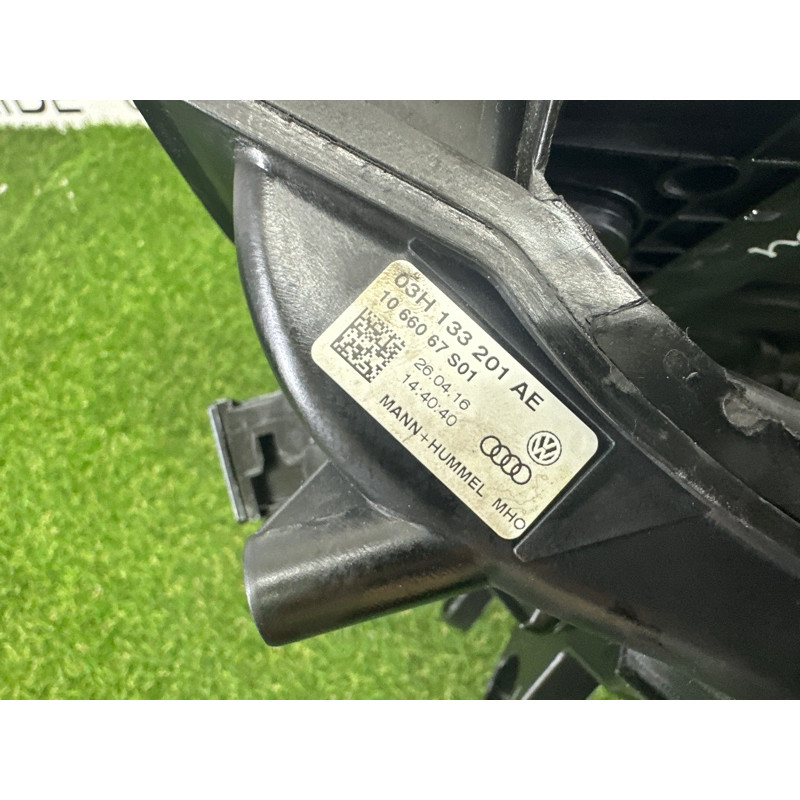 03H 133 201 AE
10 660 67 S01
26.04.16
14:40:40
MANN+HUMMEL MHO